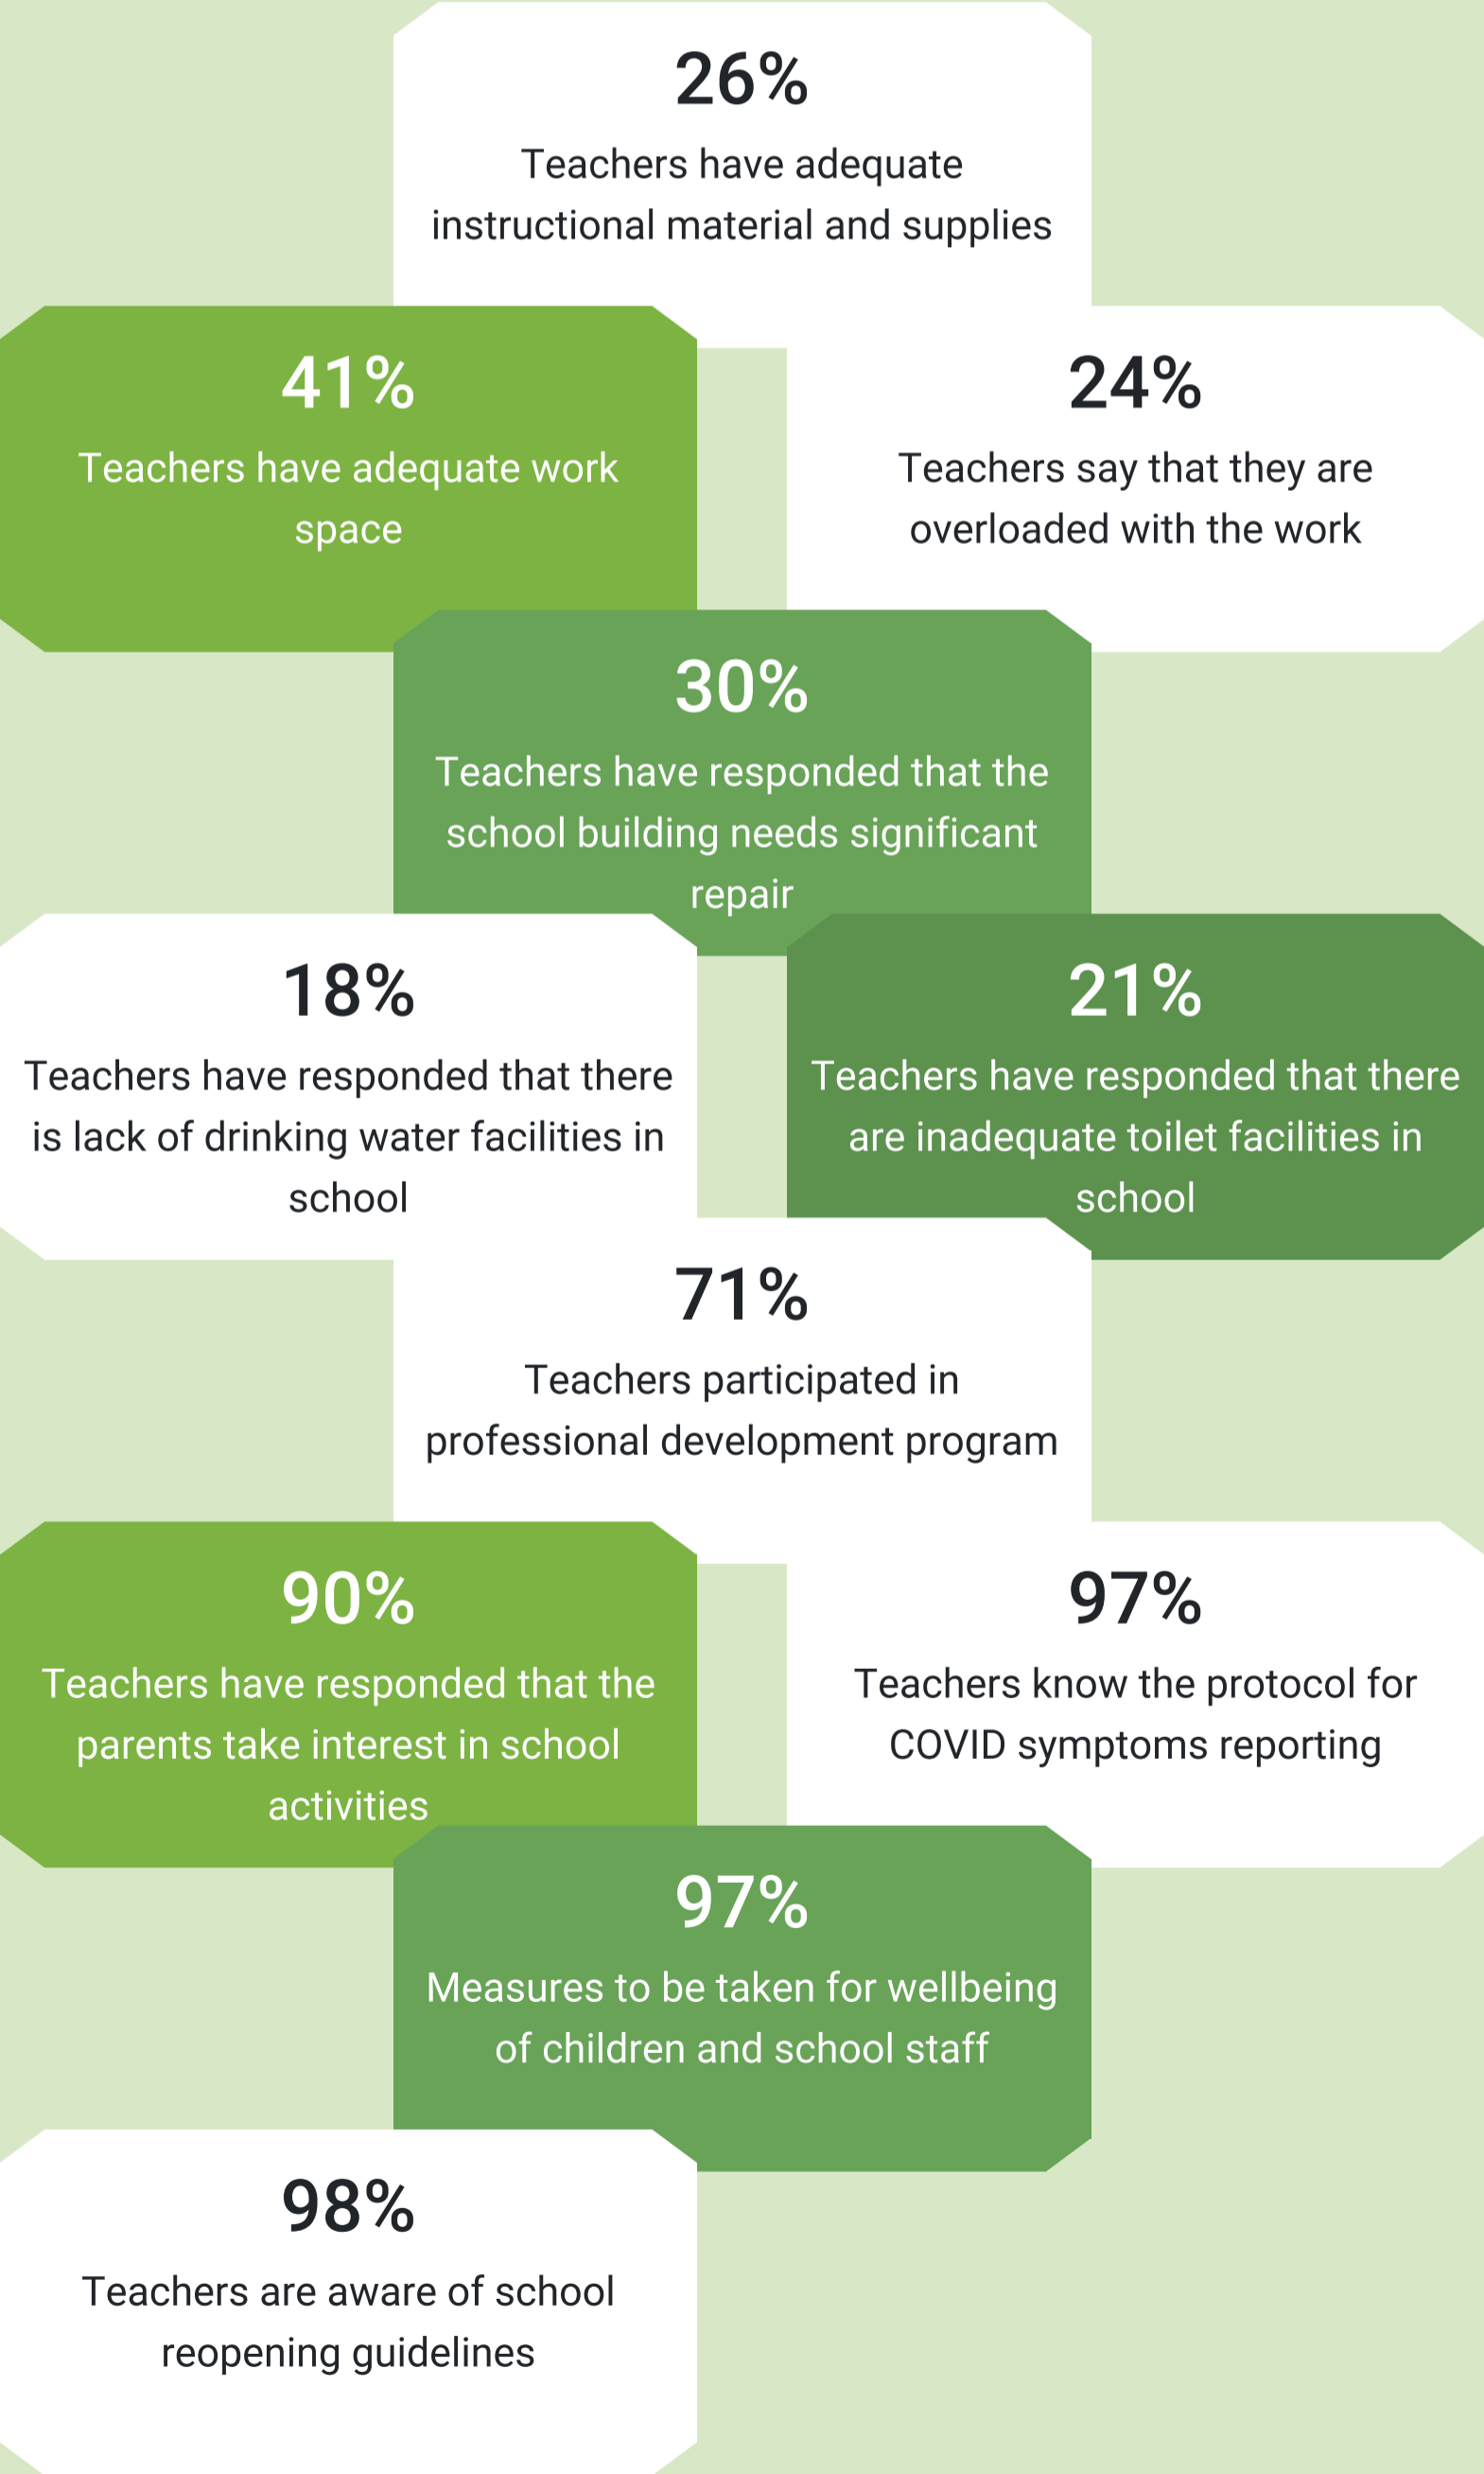 26%
Teachers have adequate
instructional material and supplies
41%
Teachers have adequate work
space
24%
Teachers say that they are
overloaded with the work
30%
Teachers have responded that the
school building needs significant
repair
18%
Teachers have responded that there
is lack of drinking water facilities in
school
21%
Teachers have responded that there
are inadequate toilet facilities in
school
71%
Teachers participated in
professional development program
90%
Teachers have responded that the
parents take interest in school
activities
97%
Teachers know the protocol for
COVID symptoms reporting
97%
Measures to be taken for wellbeing
of children and school staff
98%
Teachers are aware of school
reopening guidelines